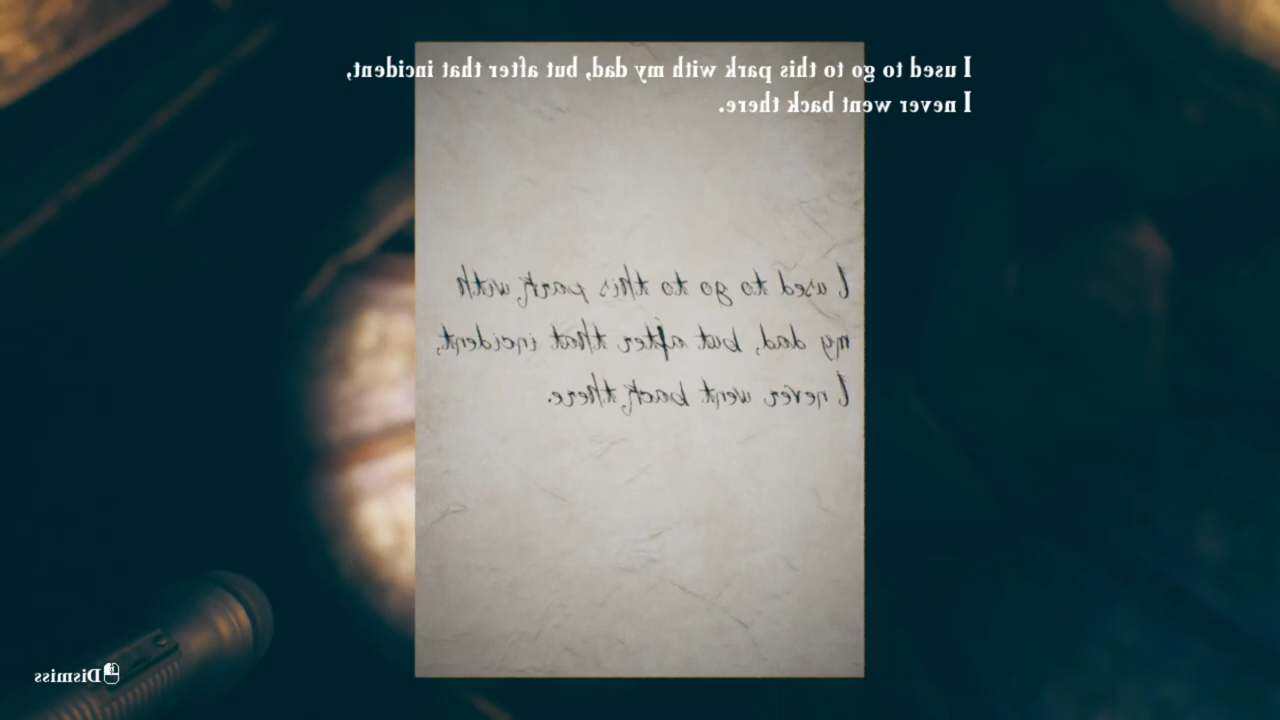 I used to go to this park with my dad, but after that incident,
I never went back there.
I used to go to this park with
my dad, but after that incident,
I never went back there.
Dismiss